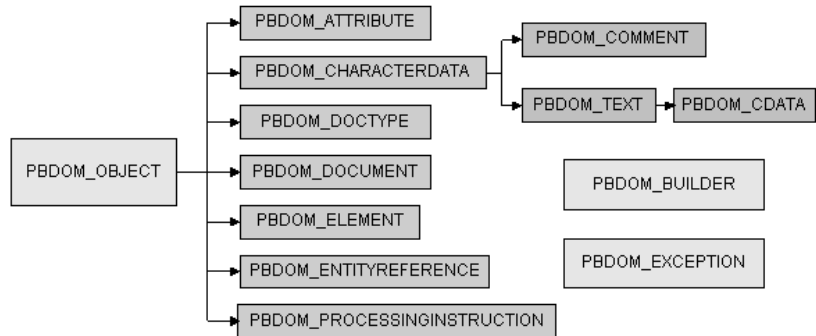 PBDOM_OBJECT
PBDOM_ATTRIBUTE
PBDOM_CHARACTERDATA
PBDOM_DOCTYPE
PBDOM_DOCUMENT
PBDOM_ELEMENT
PBDOM_ENTITYREFERENCE
PBDOM_PROCESSINGINSTRUCTION
PBDOM_COMMENT
PBDOM_TEXT
PBDOM_CDATA
PBDOM_BUILDER
PBDOM_EXCEPTION